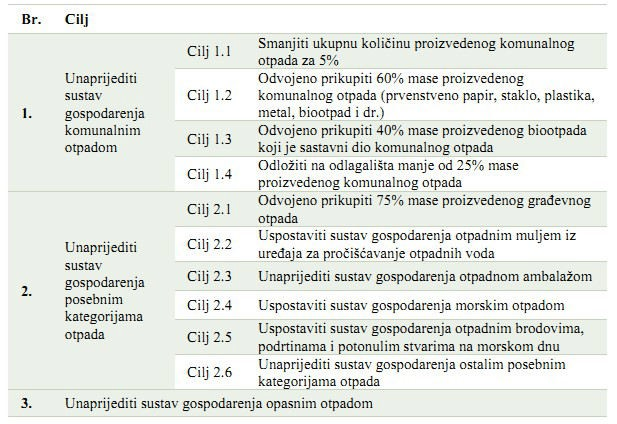 Br. Cilj
1. Unaprijediti sustav gospodarenja komunalnim otpadom
Cilj 1.1 Smanjiti ukupnu količinu proizvedenog komunalnog
otpada za 5%
Cilj 1.2 Odvojeno prikupiti 60% mase proizvedenog
komunalnog otpada (prvenstveno papir, staklo, plastika,
metal, biootpad i dr.)
Cilj 1.3 Odvojeno prikupiti 40% mase proizvedenog biootpada
koji je sastavni dio komunalnog otpada
Cilj 1.4 Odložiti na odlagališta manje od 25% mase
proizvedenog komunalnog otpada
2. Unaprijediti sustav gospodarenja posebnim kategorijama otpada
Cilj 2.1 Odvojeno prikupiti 75% mase proizvedenog građevnog
otpada
Cilj 2.2 Uspostaviti sustav gospodarenja otpadnim muljem iz
uređaja za pročišćavanje otpadnih voda
Cilj 2.3 Unaprijediti sustav gospodarenja otpadnom ambalažom
Cilj 2.4 Uspostaviti sustav gospodarenja morskim otpadom
Cilj 2.5 Uspostaviti sustav gospodarenja otpadnim brodovima,
podrtinama i potonulim stvarima na morskom dnu
Cilj 2.6 Unaprijediti sustav gospodarenja ostalim posebnim
kategorijama otpada
3. Unaprijediti sustav gospodarenja opasnim otpadom